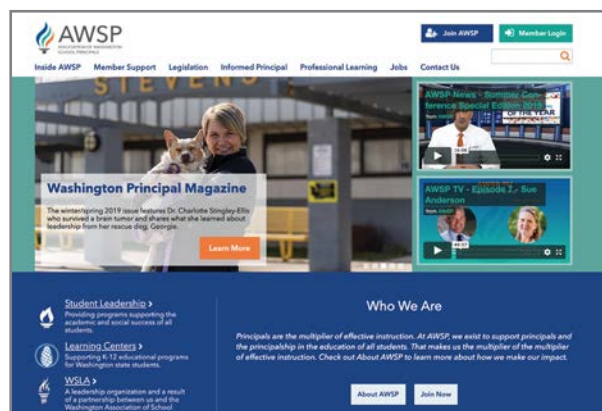 AWSP
ASSOCIATION OF WASHINGTON
SCHOOL PRINCIPALS
Join AWSP
Member Login
Inside AWSP Member Support Legislation Informed Principal Professional Learning Jobs Contact Us
STEVENS
AWSP News - Summer Con-
ference Special Edition 2019
from AWSP
OF THE YEAR
Washington Principal Magazine
The winter/spring 2019 issue features Dr. Charlotte Stingley-Ellis
who survived a brain tumor and shares what she learned about
leadership from her rescue dog, Georgie.
Learn More
AWSP TV - Episode 7 - Sue
Anderson
from AWSP
Student Leadership >
Providing programs supporting the
academic and social success of all
students.
Learning Centers >
Supporting K-12 educational programs
for Washington state students.
WSLA >
A leadership organization and a result
of a partnership between us and the
Washington Association of School
Who We Are
Principals are the multiplier of effective instruction. At AWSP, we exist to support principals and
the principalship in the education of all students. That makes us the multiplier of the multiplier
of effective instruction. Check out About AWSP to learn more about how we make our impact.
About AWSP
Join Now